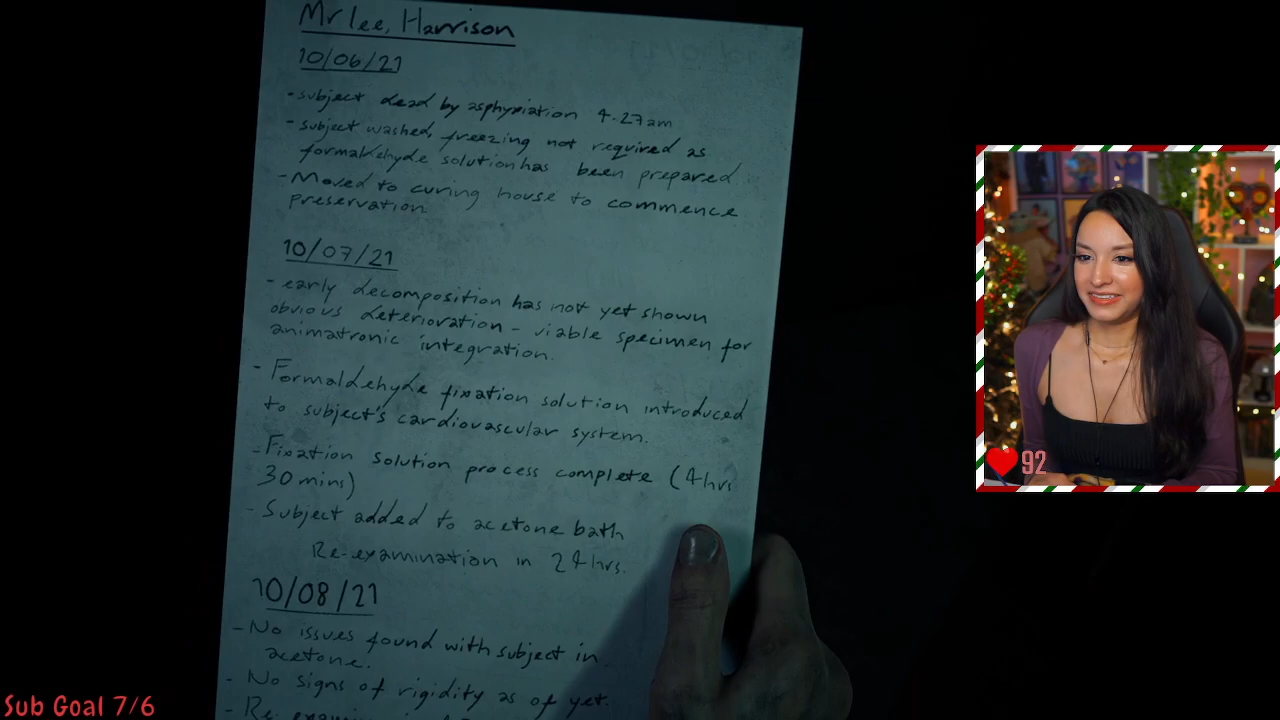 Mr Lee, Harrison
10/06/21
- subject dead by asphyxiation 4.27am
- subject washed, freezing not required as
formaldehyde solution has been prepared
- Moved to curing house to commence
preservation
10/07/21
- early decomposition has not yet shown
obvious deterioration - viable specimen for
animatronic integration.
- Formaldehyde fixation solution introduced
to subject's cardiovascular system.
- Fixation solution process complete (4hrs
30 mins)
- Subject added to acetone bath
Re-examination in 24hrs.
10/08/21
- No issues found with subject in
acetone.
- No signs of rigidity as of yet.
92
Sub Goal 7/6